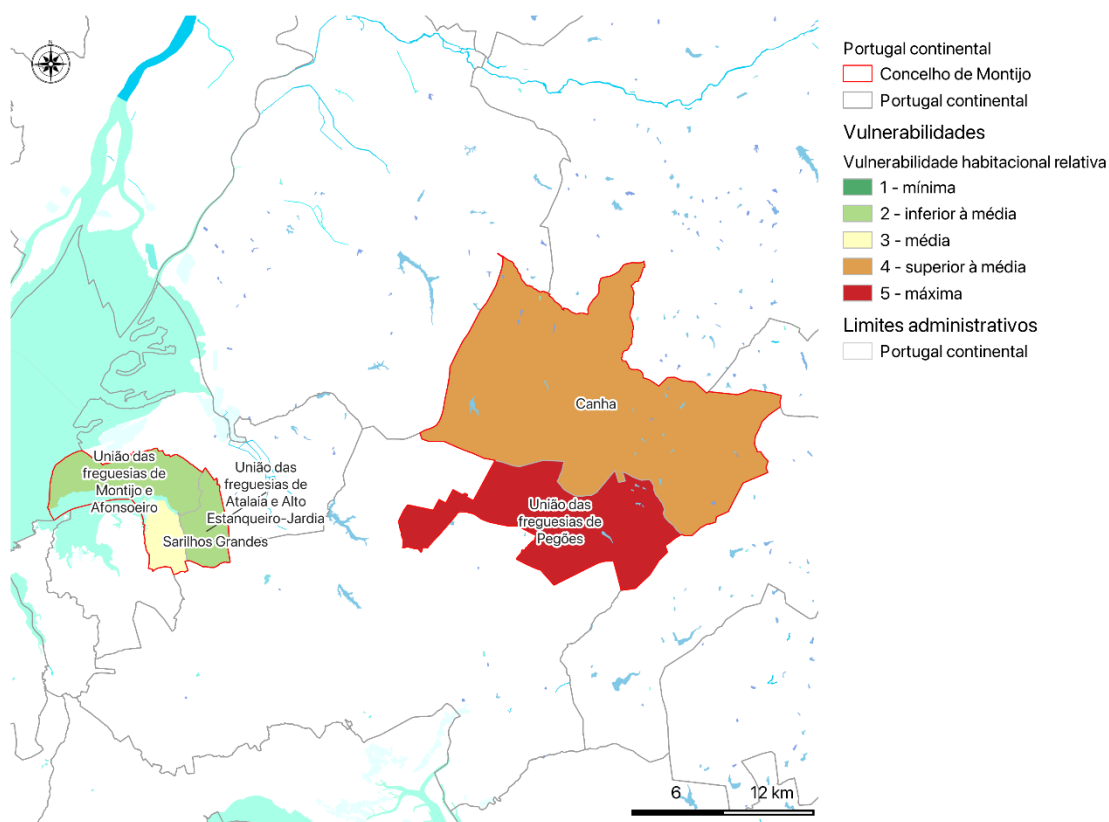 Portugal continental
Concelho de Montijo
Portugal continental
Vulnerabilidades
Vulnerabilidade habitacional relativa
1 - mínima
2 - inferior à média
3 - média
4 - superior à média
5 - máxima
Limites administrativos
Portugal continental
Canha
União das
freguesias de
Montijo e
Afonsoeiro
União das
freguesias de
Atalaia e Alto
Estanqueiro-Jardia
Sarilhos Grandes
União das
freguesias de
Pegões
6 12 km